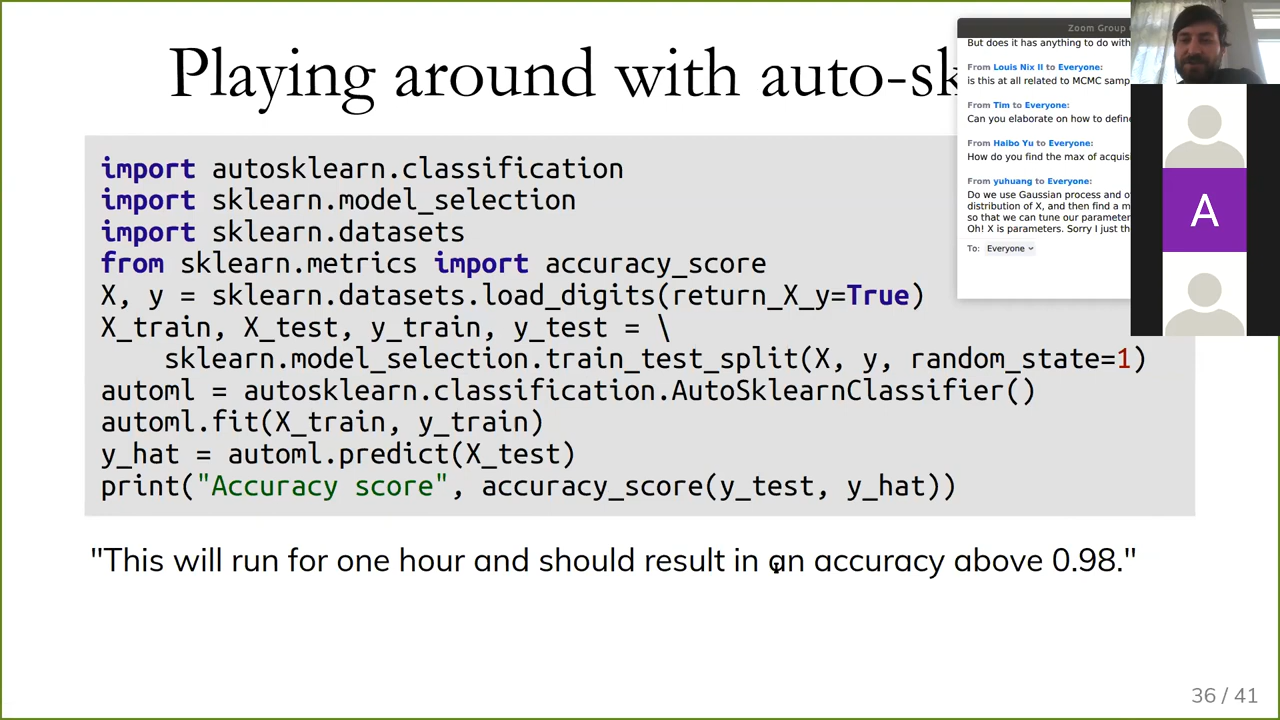 Playing around with auto-sk
import autosklearn.classification
import sklearn.model_selection
import sklearn.datasets
from sklearn.metrics import accuracy_score
X, y = sklearn.datasets.load_digits(return_X_y=True)
X_train, X_test, y_train, y_test = \
sklearn.model_selection.train_test_split(X, y, random_state=1)
automl = autosklearn.classification.AutoSklearnClassifier()
automl.fit(X_train, y_train)
y_hat = automl.predict(X_test)
print("Accuracy score", accuracy_score(y_test, y_hat))
"This will run for one hour and should result in an accuracy above 0.98."
36 / 41
Zoom Group
But does it has anything to do with
From Louis Nix II to Everyone:
is this at all related to MCMC samp
From Tim to Everyone:
Can you elaborate on how to define
From Haibo Yu to Everyone:
How do you find the max of acquis
From yuhuang to Everyone:
Do we use Gaussian process and o
distribution of X, and then find a m
so that we can tune our parameter
Oh! X is parameters. Sorry I just th
To: Everyone
A